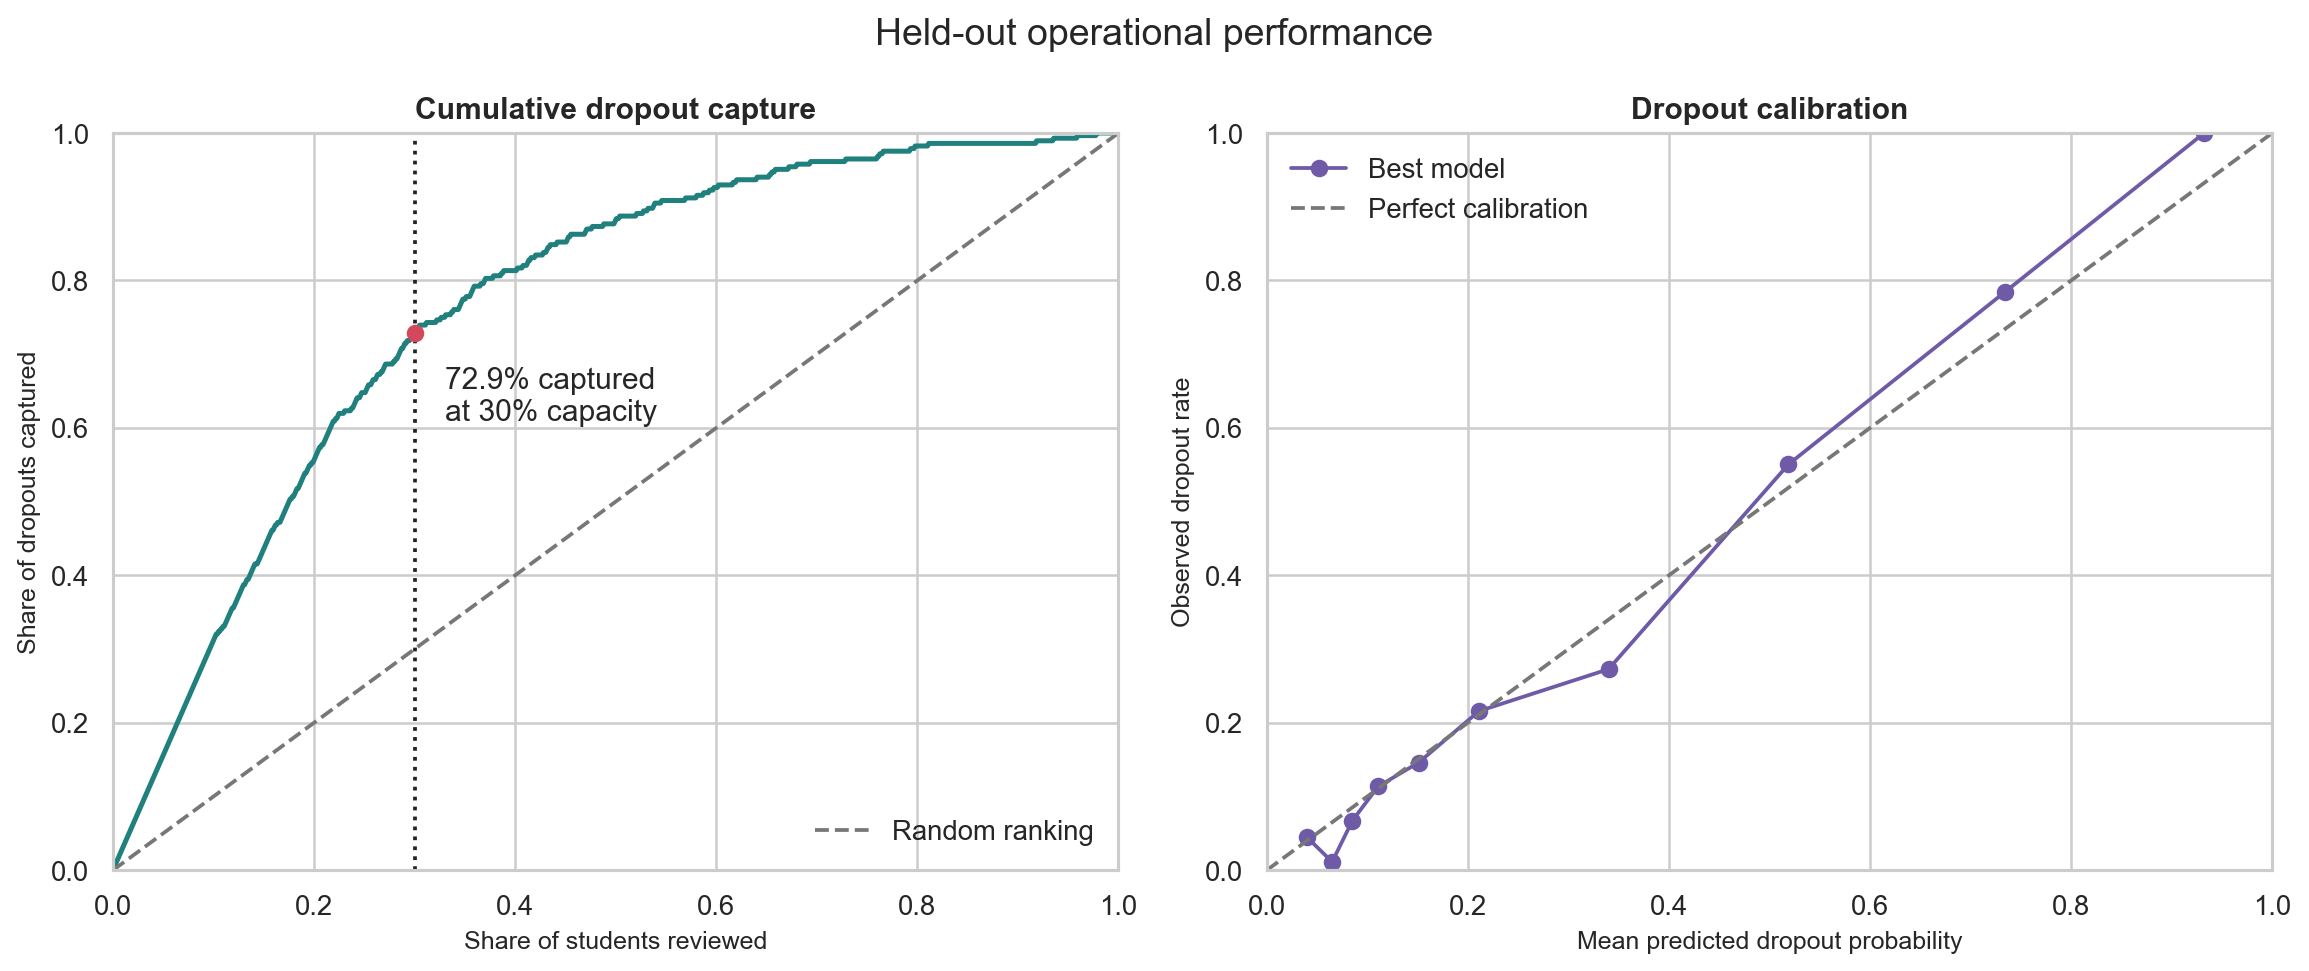 Held-out operational performance
Cumulative dropout capture
1.0
0.8
0.6
0.4
0.2
0.0
Share of dropouts captured
72.9% captured
at 30% capacity
Random ranking
0.0 0.2 0.4 0.6 0.8 1.0
Share of students reviewed
Dropout calibration
1.0
0.8
0.6
0.4
0.2
0.0
Observed dropout rate
Best model
Perfect calibration
0.0 0.2 0.4 0.6 0.8 1.0
Mean predicted dropout probability